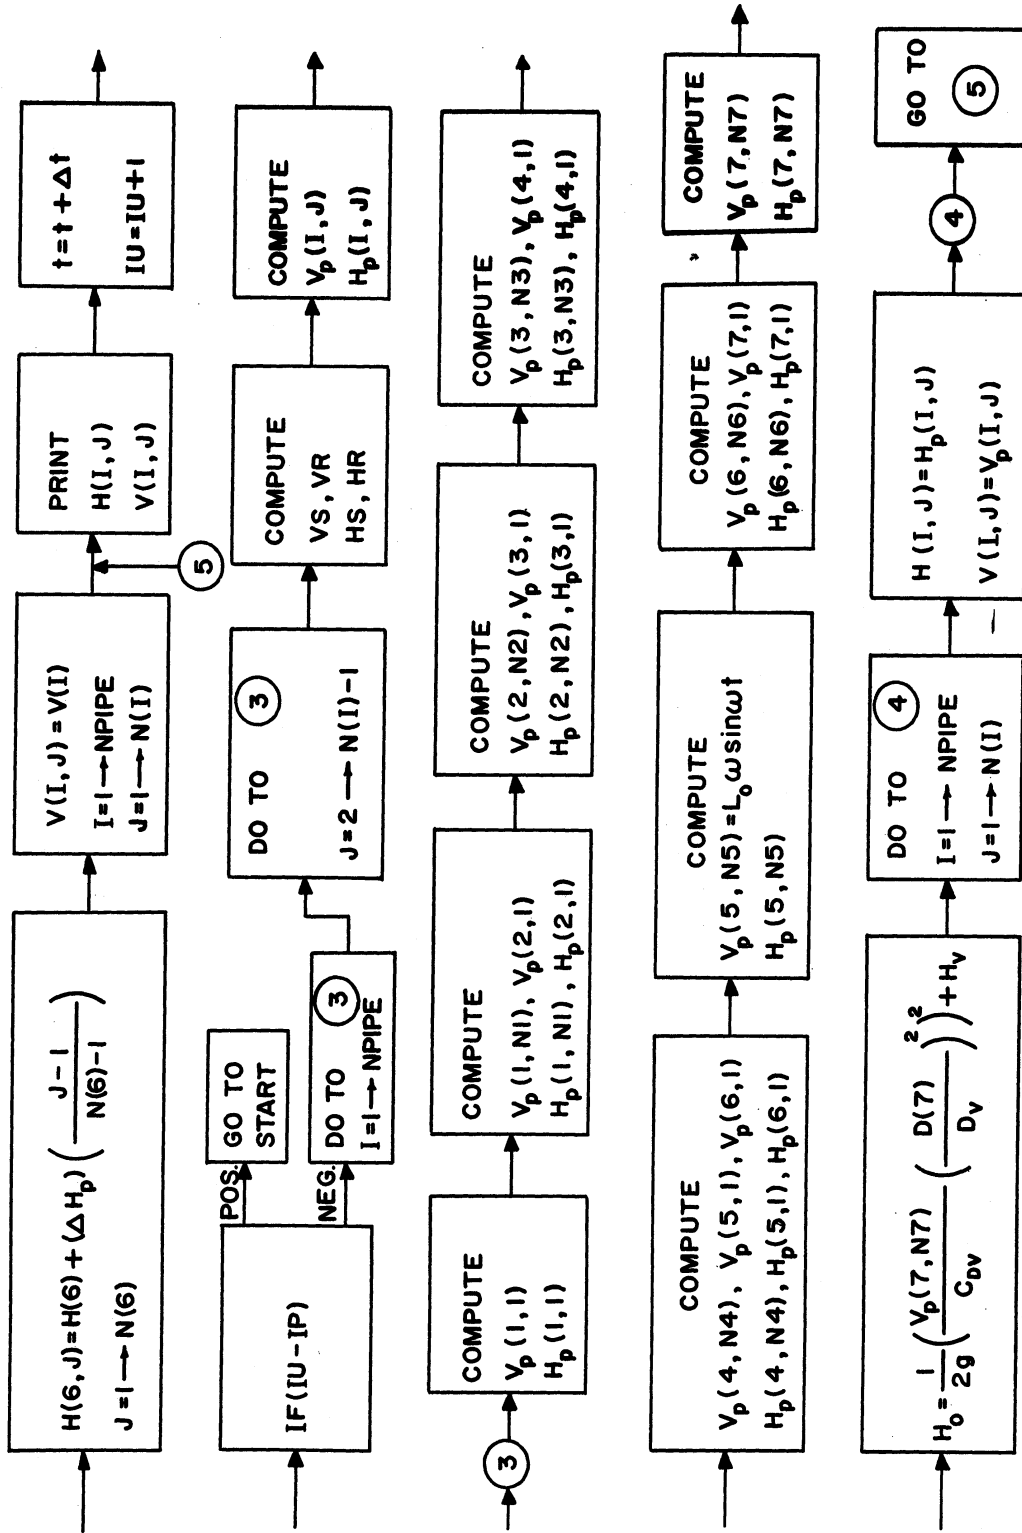 H(6,J)=H(6)+(ΔHp)(J-1/N(6)-1)
J=1→N(6)
V(I,J)=V(I)
I=1→NPIPE
J=1→N(I)
5
PRINT
H(I,J)
V(I,J)
t=t+Δt
IU=IU+1
IF(IU-IP)
POS.
GO TO
START
NEG.
DO TO 3
I=1→NPIPE
DO TO 3
J=2→N(I)-1
COMPUTE
VS,VR
HS,HR
COMPUTE
Vp(I,J)
Hp(I,J)
3
COMPUTE
Vp(1,1)
Hp(1,1)
COMPUTE
Vp(1,N1), Vp(2,1)
Hp(1,N1), Hp(2,1)
COMPUTE
Vp(2,N2), Vp(3,1)
Hp(2,N2), Hp(3,1)
COMPUTE
Vp(3,N3), Vp(4,1)
Hp(3,N3), Hp(4,1)
COMPUTE
Vp(4,N4), Vp(5,1), Vp(6,1)
Hp(4,N4), Hp(5,1), Hp(6,1)
COMPUTE
Vp(5,N5)=Loωsinωt
Hp(5,N5)
COMPUTE
Vp(6,N6), Vp(7,1)
Hp(6,N6), Hp(7,1)
COMPUTE
Vp(7,N7)
Hp(7,N7)
Ho=1/2g(Vp(7,N7)/CDV(D(7)/Dv)²)²+Hv
DO TO 4
I=1→NPIPE
J=1→N(I)
H(I,J)=Hp(I,J)
V(I,J)=Vp(I,J)
4
GO TO
5